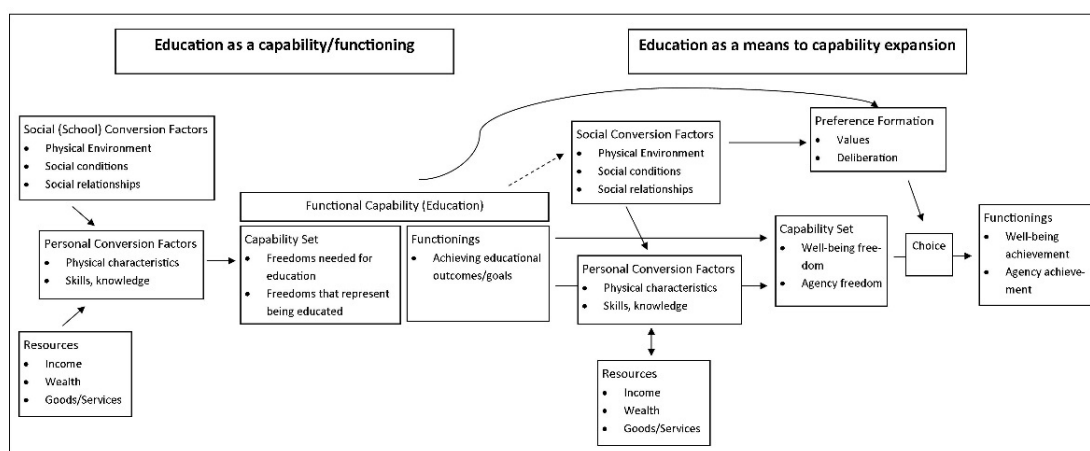 Education as a capability/functioning
Education as a means to capability expansion
Social (School) Conversion Factors
• Physical Environment
• Social conditions
• Social relationships
Personal Conversion Factors
• Physical characteristics
• Skills, knowledge
Resources
• Income
• Wealth
• Goods/Services
Functional Capability (Education)
Capability Set
• Freedoms needed for
education
• Freedoms that represent
being educated
Functionings
• Achieving educational
outcomes/goals
Social Conversion Factors
• Physical Environment
• Social conditions
• Social relationships
Personal Conversion Factors
• Physical characteristics
• Skills, knowledge
Resources
• Income
• Wealth
• Goods/Services
Preference Formation
• Values
• Deliberation
Capability Set
• Well-being free-
dom
• Agency freedom
Choice
Functionings
• Well-being
achievement
• Agency achieve-
ment